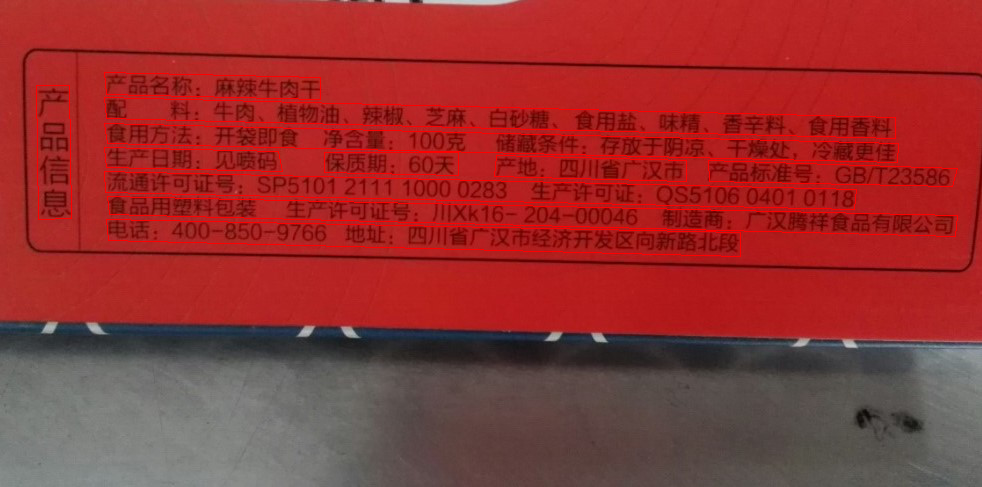 产品信息
产品名称：麻辣牛肉干
配　料：牛肉、植物油、辣椒、芝麻、白砂糖、食用盐、味精、香辛料、食用香料
食用方法：开袋即食　净含量：100克　储藏条件：存放于阴凉、干燥处，冷藏更佳
生产日期：见喷码　保质期：60天　产地：四川省广汉市　产品标准号：GB/T23586
流通许可证号：SP5101 2111 1000 0283　生产许可证：QS5106 0401 0118
食品用塑料包装　生产许可证号：川Xk16-204-00046　制造商：广汉腾祥食品有限公司
电话：400-850-9766　地址：四川省广汉市经济开发区向新路北段